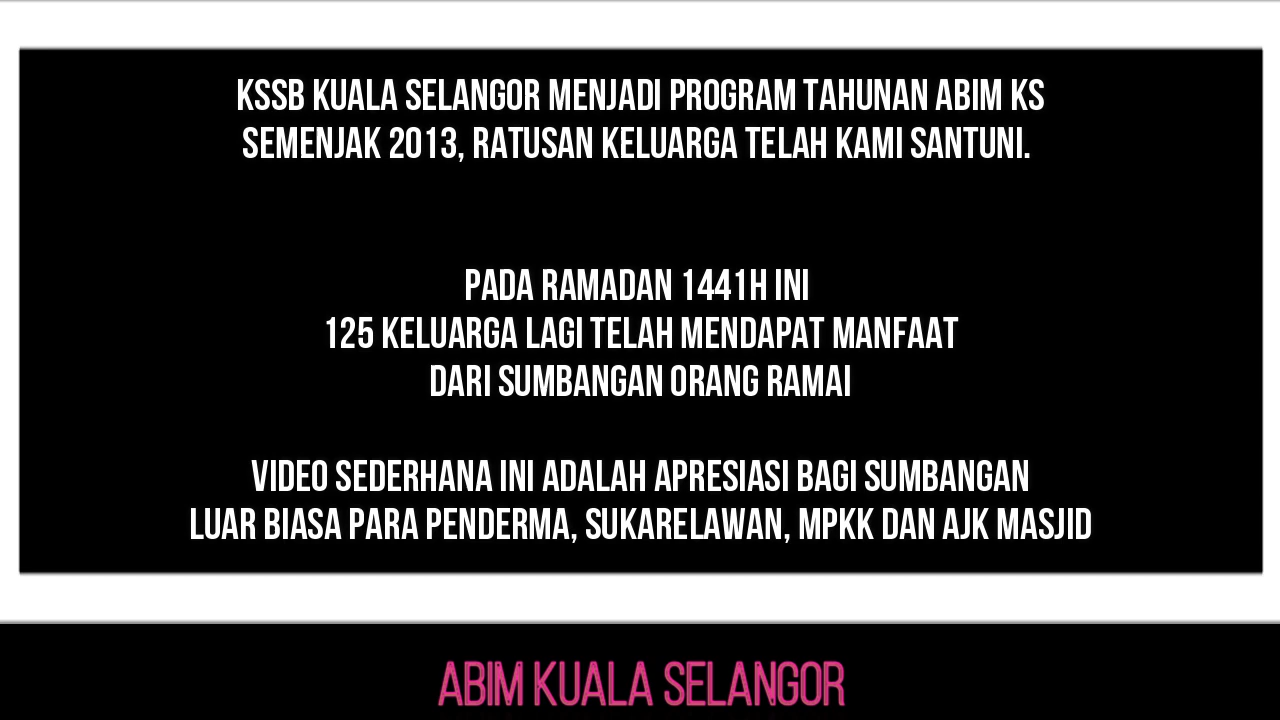 KSSB KUALA SELANGOR MENJADI PROGRAM TAHUNAN ABIM KS
SEMENJAK 2013, RATUSAN KELUARGA TELAH KAMI SANTUNI.
PADA RAMADAN 1441H INI
125 KELUARGA LAGI TELAH MENDAPAT MANFAAT
DARI SUMBANGAN ORANG RAMAI
VIDEO SEDERHANA INI ADALAH APRESIASI BAGI SUMBANGAN
LUAR BIASA PARA PENDERMA, SUKARELAWAN, MPKK DAN AJK MASJID
ABIM KUALA SELANGOR